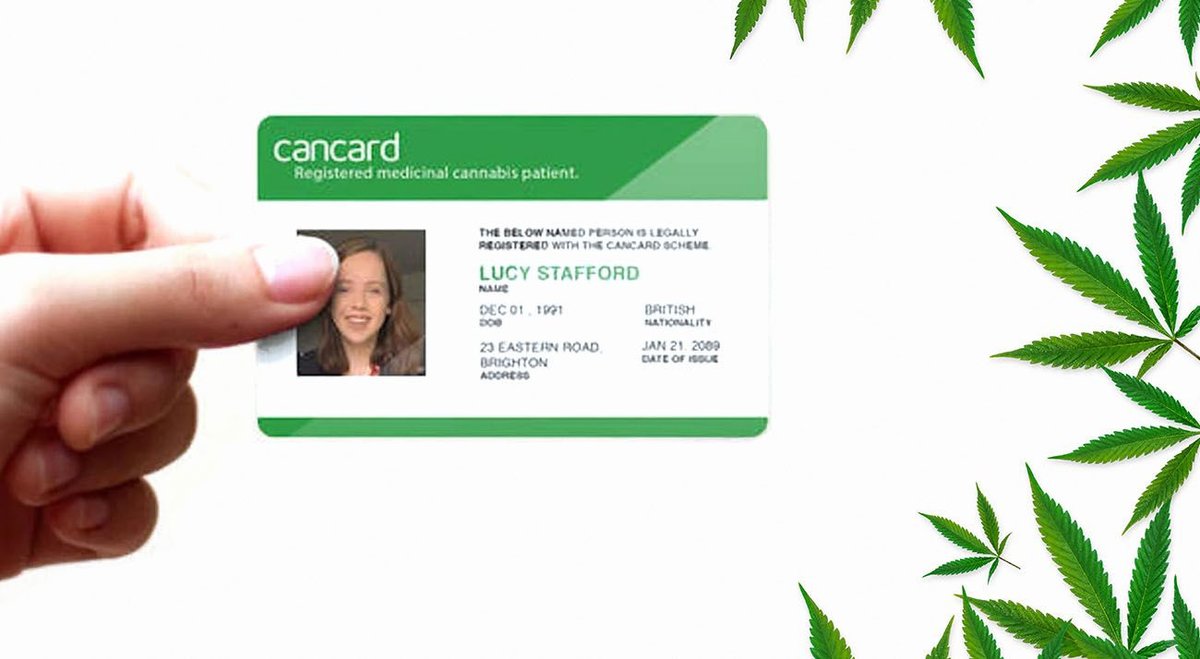 cancard
Registered medicinal cannabis patient.
THE BELOW NAMED PERSON IS LEGALLY
REGISTERED WITH THE CANCARD SCHEME
LUCY STAFFORD
NAME
DEC 01, 1991
DOB
BRITISH
NATIONALITY
23 EASTERN ROAD,
BRIGHTON
ADDRESS
JAN 21, 2089
DATE OF ISSUE